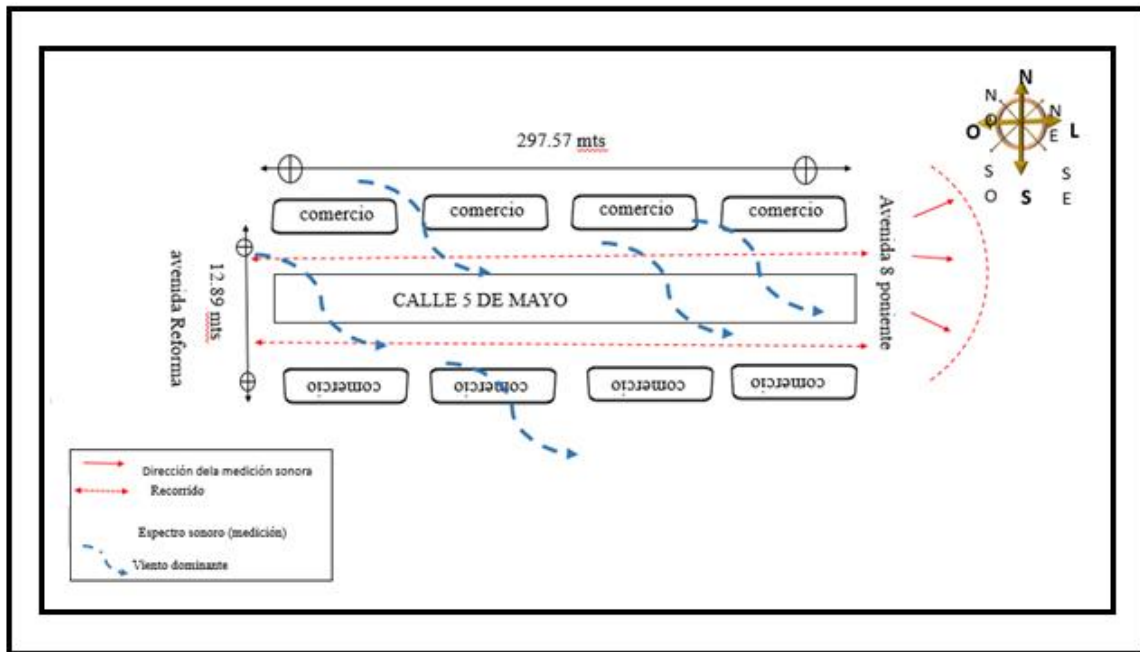 N
N
O
N
E
O
L
S
O
S
S
E
297.57 mts
comercio
comercio
comercio
comercio
Avenida 8 poniente
12.89 mts
avenida Reforma
CALLE 5 DE MAYO
comercio
comercio
comercio
comercio
Dirección dela medición sonora
Recorrido
Espectro sonoro (medición)
Viento dominante